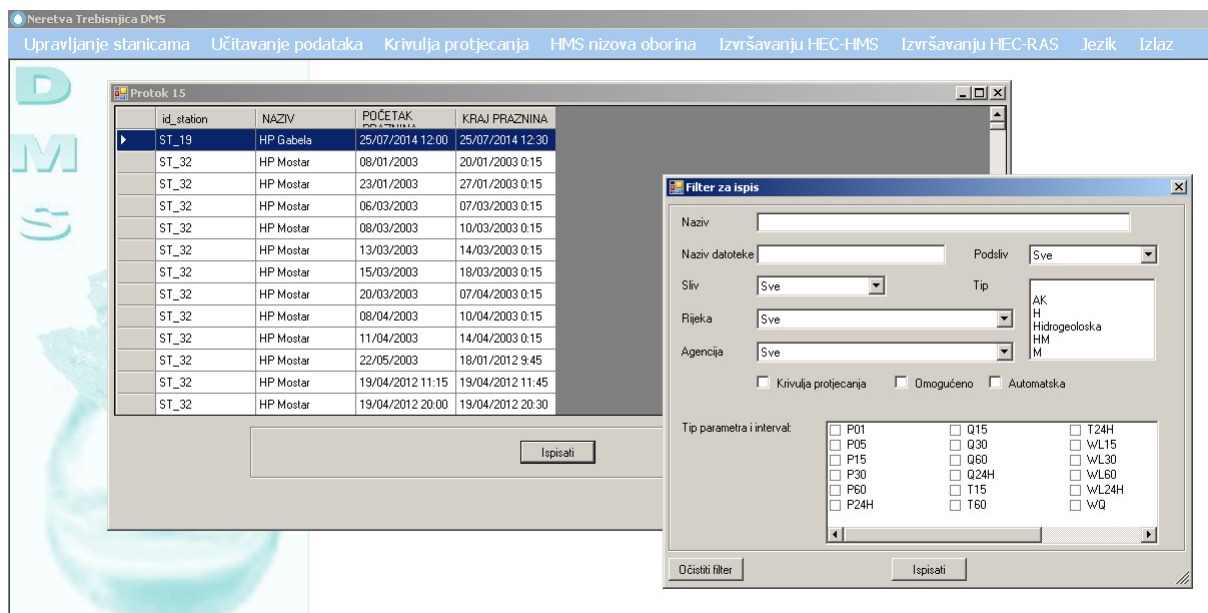 Neretva Trebisnjica DMS
Upravljanje stanicama Učitavanje podataka Krivulja protjecanja HMS nizova oborina Izvršavanju HEC-HMS Izvršavanju HEC-RAS Jezik Izlaz
D
M
S
Protok 15
id_station NAZIV POČETAK PRAZNINA KRAJ PRAZNINA
ST_19 HP Gabela 25/07/2014 12:00 25/07/2014 12:30
ST_32 HP Mostar 08/01/2003 20/01/2003 0:15
ST_32 HP Mostar 23/01/2003 27/01/2003 0:15
ST_32 HP Mostar 06/03/2003 07/03/2003 0:15
ST_32 HP Mostar 08/03/2003 10/03/2003 0:15
ST_32 HP Mostar 13/03/2003 14/03/2003 0:15
ST_32 HP Mostar 15/03/2003 18/03/2003 0:15
ST_32 HP Mostar 20/03/2003 07/04/2003 0:15
ST_32 HP Mostar 08/04/2003 10/04/2003 0:15
ST_32 HP Mostar 11/04/2003 14/04/2003 0:15
ST_32 HP Mostar 22/05/2003 18/01/2012 9:45
ST_32 HP Mostar 19/04/2012 11:15 19/04/2012 11:45
ST_32 HP Mostar 19/04/2012 20:00 19/04/2012 20:30
Ispisati
Filter za ispis
Naziv
Naziv datoteke Podsliv Sve
Sliv Sve Tip
AK
H
Hidrogeoloska
HM
M
Rijeka Sve
Agencija Sve
Krivulja protjecanja Omogućeno Automatska
Tip parametra i interval:
P01 Q15 T24H
P05 Q30 WL15
P15 Q60 WL30
P30 Q24H WL60
P60 T15 WL24H
P24H T60 WQ
Očistiti filter Ispisati